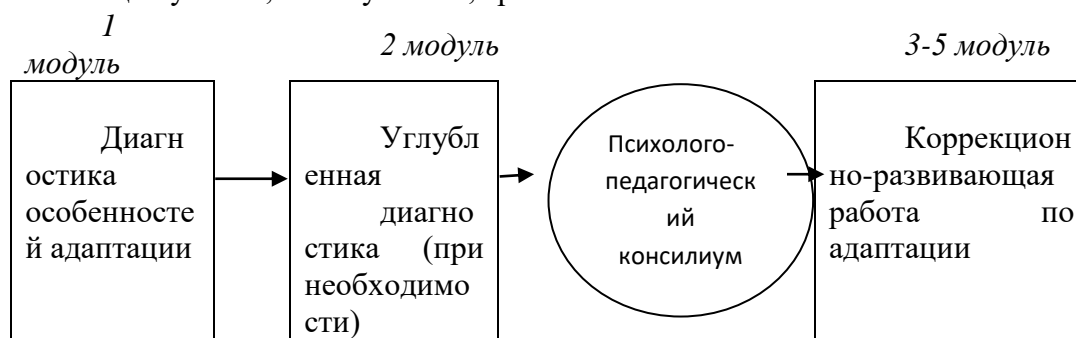 1
модуль
2 модуль
3-5 модуль
Диагн
остика
особенносте
й адаптации
Углубл
енная
диагно
стика (при
необходимо
сти)
Психолого-
педагогическ
ий
консилиум
Коррекцион
но-развивающая
работа по
адаптации